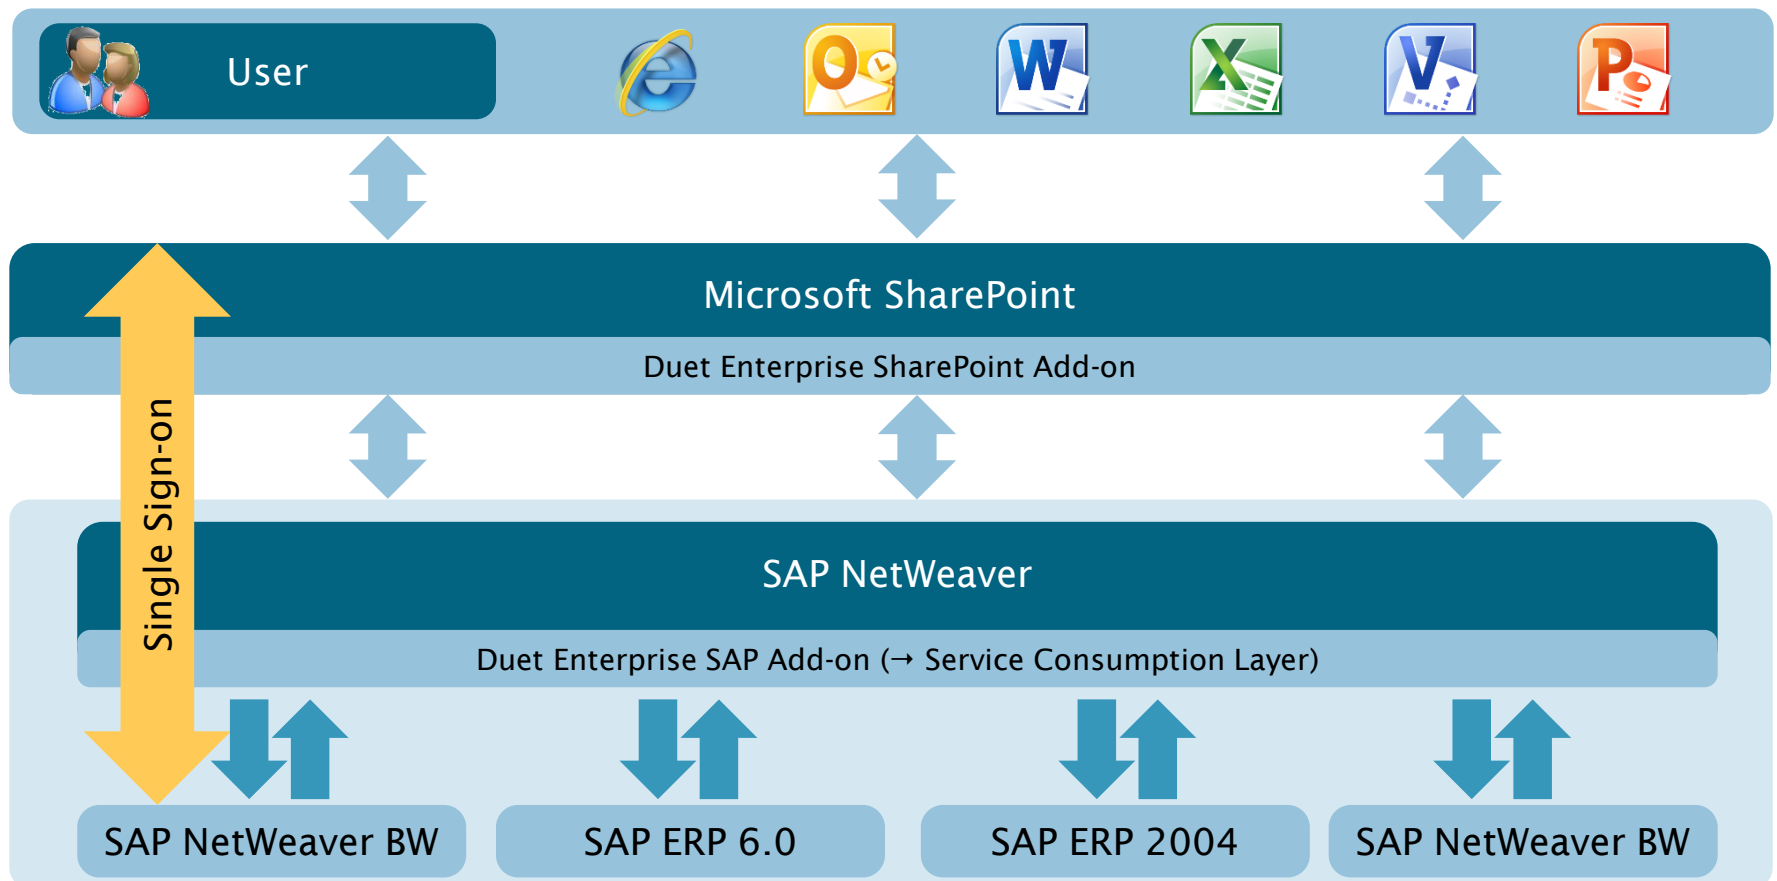 User
Microsoft SharePoint
Duet Enterprise SharePoint Add-on
Single Sign-on
SAP NetWeaver
Duet Enterprise SAP Add-on (→ Service Consumption Layer)
SAP NetWeaver BW
SAP ERP 6.0
SAP ERP 2004
SAP NetWeaver BW